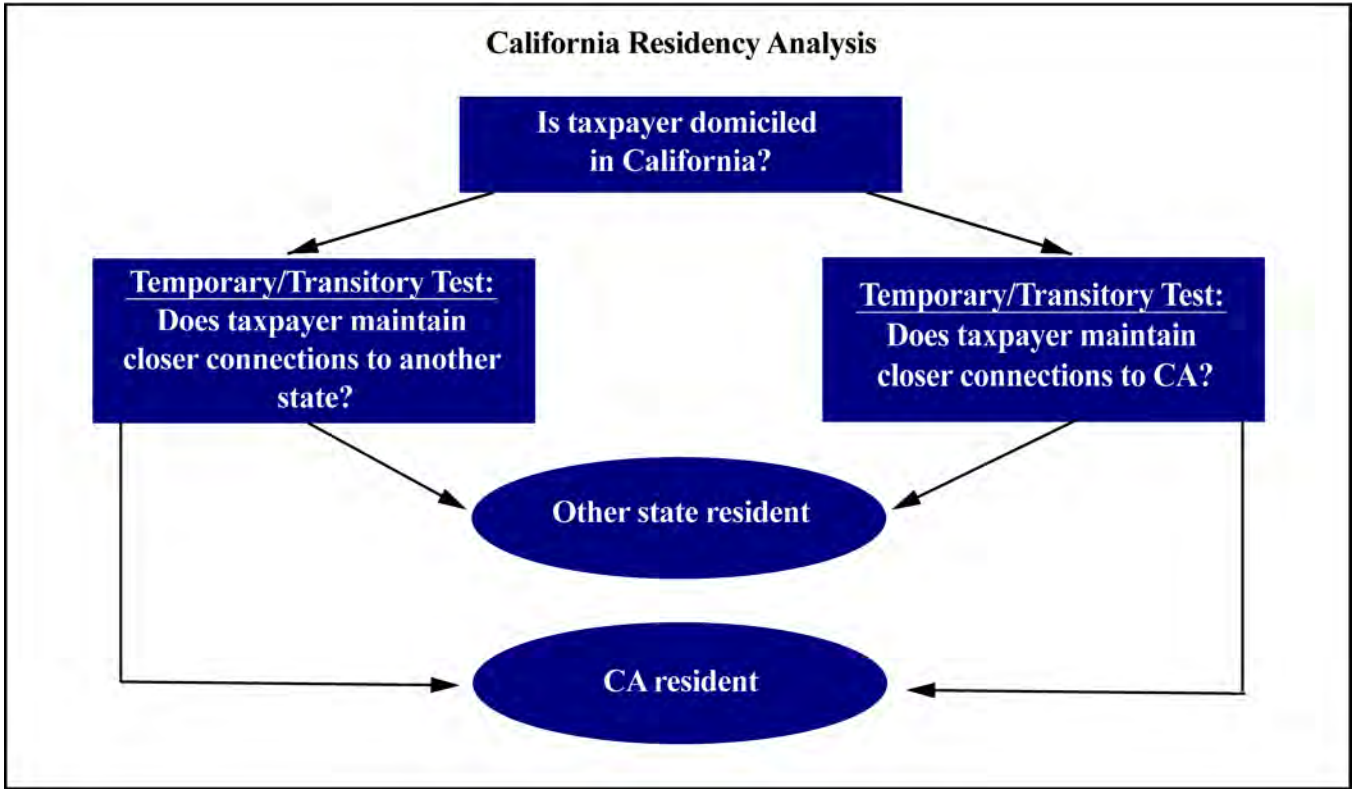 California Residency Analysis
Is taxpayer domiciled
in California?
Temporary/Transitory Test:
Does taxpayer maintain
closer connections to another
state?
Temporary/Transitory Test:
Does taxpayer maintain
closer connections to CA?
Other state resident
CA resident